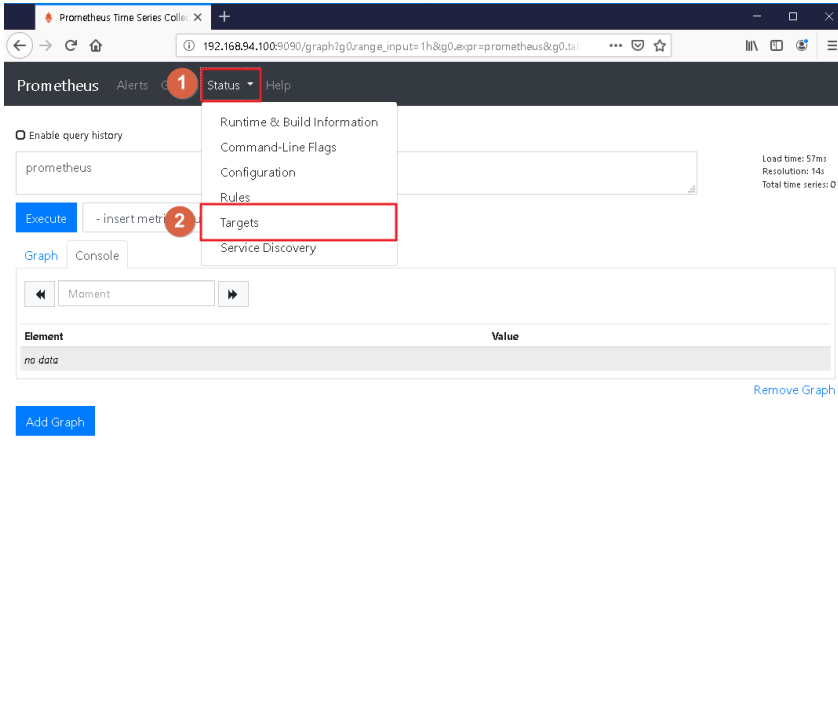 Prometheus Time Series Collec
192.168.94.100:9090/graph?g0.range_input=1h&g0.expr=prometheus&g0.ta
Prometheus Alerts 1 Status Help
Runtime & Build Information
Enable query history
Command-Line Flags
prometheus
Load time: 57ms
Resolution: 14s
Total time series: 0
Configuration
Rules
Execute - insert metri 2 Targets
Service Discovery
Graph Console
Moment
Element Value
no data
Remove Graph
Add Graph